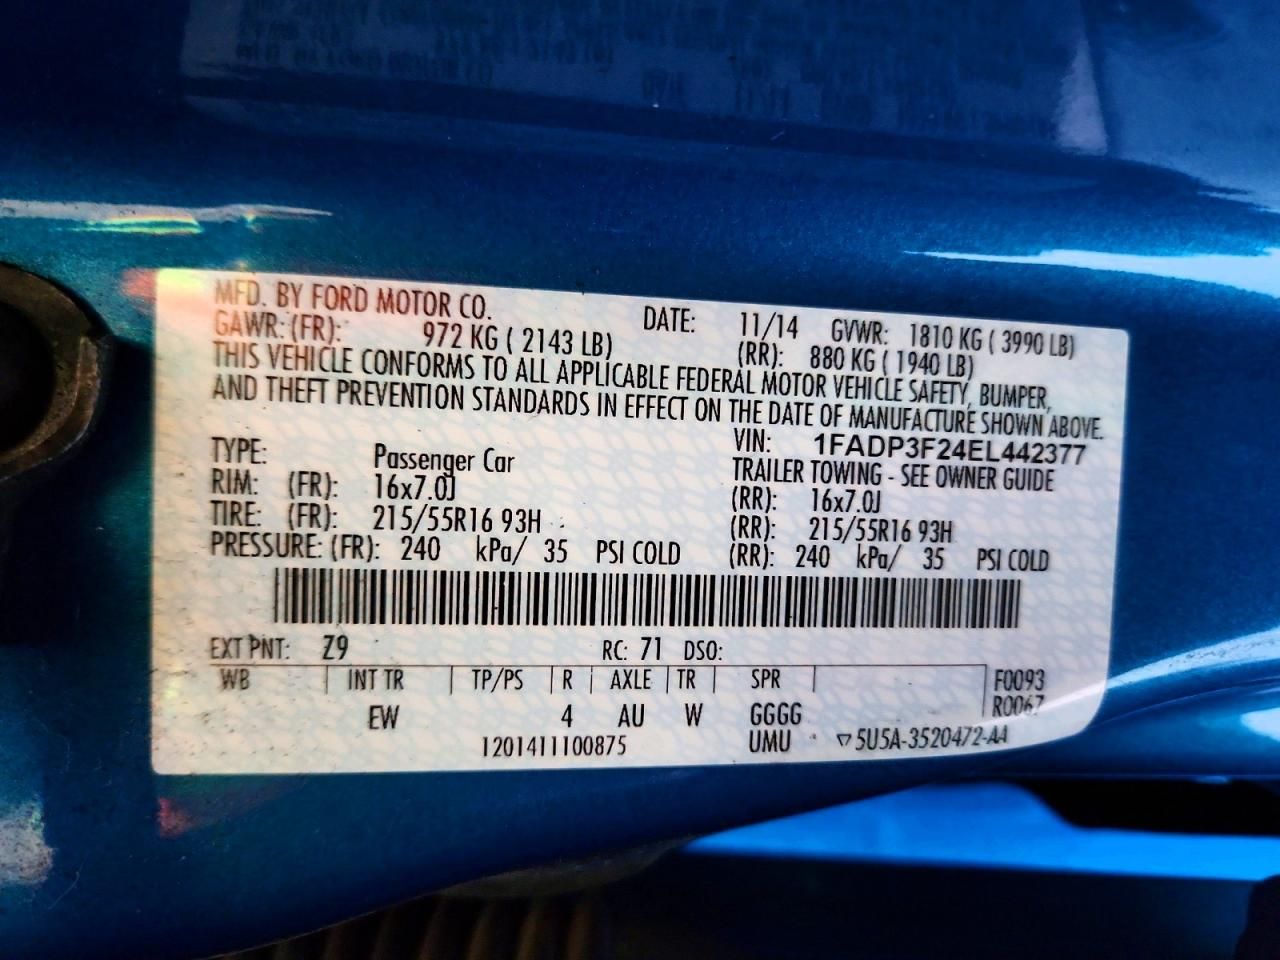 MFD. BY FORD MOTOR CO. DATE: 11/14 GVWR: 1810 KG ( 3990 LB)
GAWR: (FR): 972 KG ( 2143 LB) (RR): 880 KG ( 1940 LB)
THIS VEHICLE CONFORMS TO ALL APPLICABLE FEDERAL MOTOR VEHICLE SAFETY, BUMPER,
AND THEFT PREVENTION STANDARDS IN EFFECT ON THE DATE OF MANUFACTURE SHOWN ABOVE.
VIN: 1FADP3F24EL442377
TYPE: Passenger Car TRAILER TOWING - SEE OWNER GUIDE
RIM: (FR): 16x7.0J (RR): 16x7.0J
TIRE: (FR): 215/55R16 93H (RR): 215/55R16 93H
PRESSURE: (FR): 240 kPa/ 35 PSI COLD (RR): 240 kPa/ 35 PSI COLD
EXT PNT: Z9 RC: 71 DSO:
WB INT TR TP/PS R AXLE TR SPR F0093
R0067
EW 4 AU W GGGG
1201411100875 UMU ▽5U5A-3520472-AA